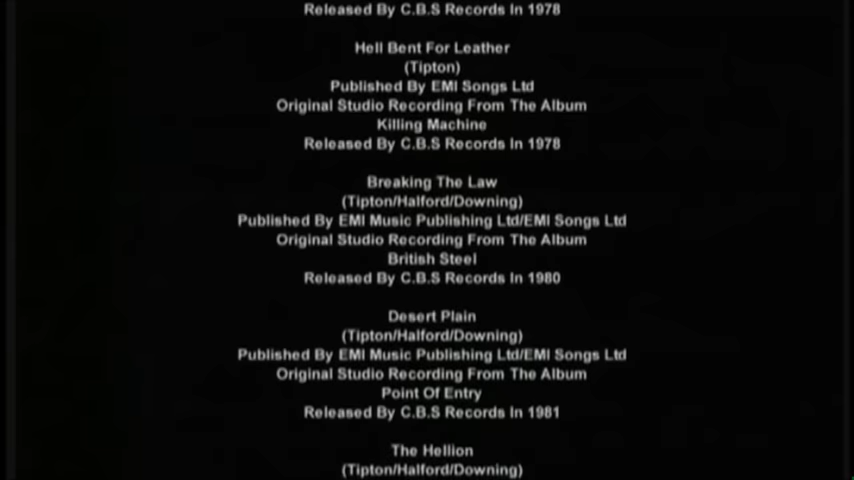 Released By C.B.S Records In 1978
Hell Bent For Leather
(Tipton)
Published By EMI Songs Ltd
Original Studio Recording From The Album
Killing Machine
Released By C.B.S Records In 1978
Breaking The Law
(Tipton/Halford/Downing)
Published By EMI Music Publishing Ltd/EMI Songs Ltd
Original Studio Recording From The Album
British Steel
Released By C.B.S Records In 1980
Desert Plain
(Tipton/Halford/Downing)
Published By EMI Music Publishing Ltd/EMI Songs Ltd
Original Studio Recording From The Album
Point Of Entry
Released By C.B.S Records In 1981
The Hellion
(Tipton/Halford/Downing)